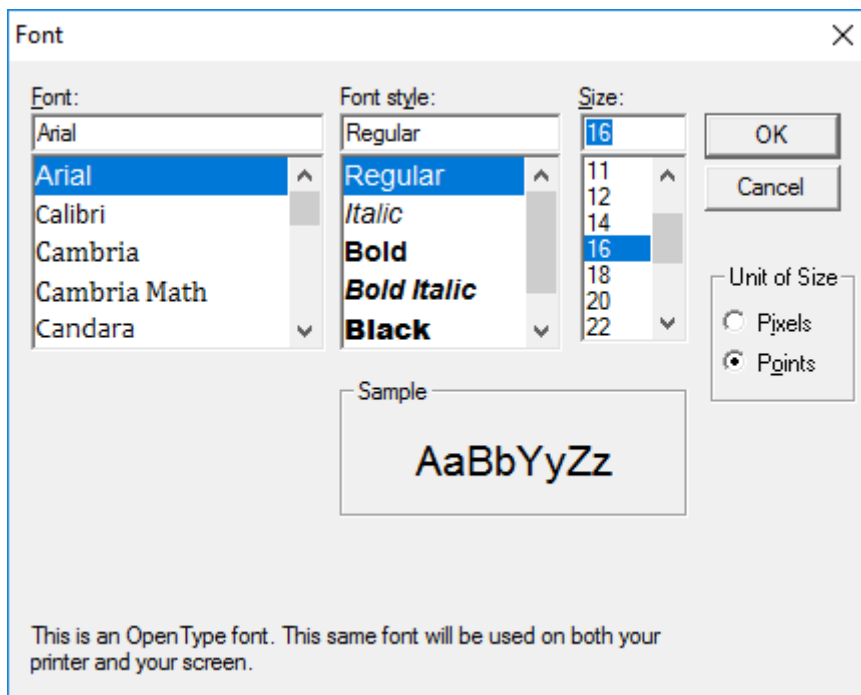 Font
Font:
Arial
Arial
Calibri
Cambria
Cambria Math
Candara
Font style:
Regular
Regular
Italic
Bold
Bold Italic
Black
Size:
16
11
12
14
16
18
20
22
OK
Cancel
Unit of Size
Pixels
Points
Sample
AaBbYyZz
This is an OpenType font. This same font will be used on both your
printer and your screen.